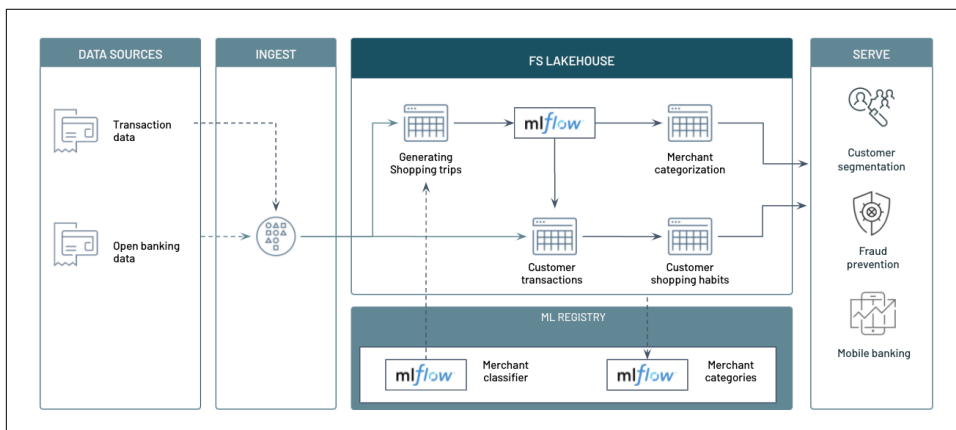 DATA SOURCES
INGEST
FS LAKEHOUSE
SERVE
Transaction
data
Open banking
data
Generating
Shopping trips
mlflow
Merchant
categorization
Customer
transactions
Customer
shopping habits
Customer
segmentation
Fraud
prevention
Mobile banking
ML REGISTRY
mlflow
Merchant
classifier
mlflow
Merchant
categories